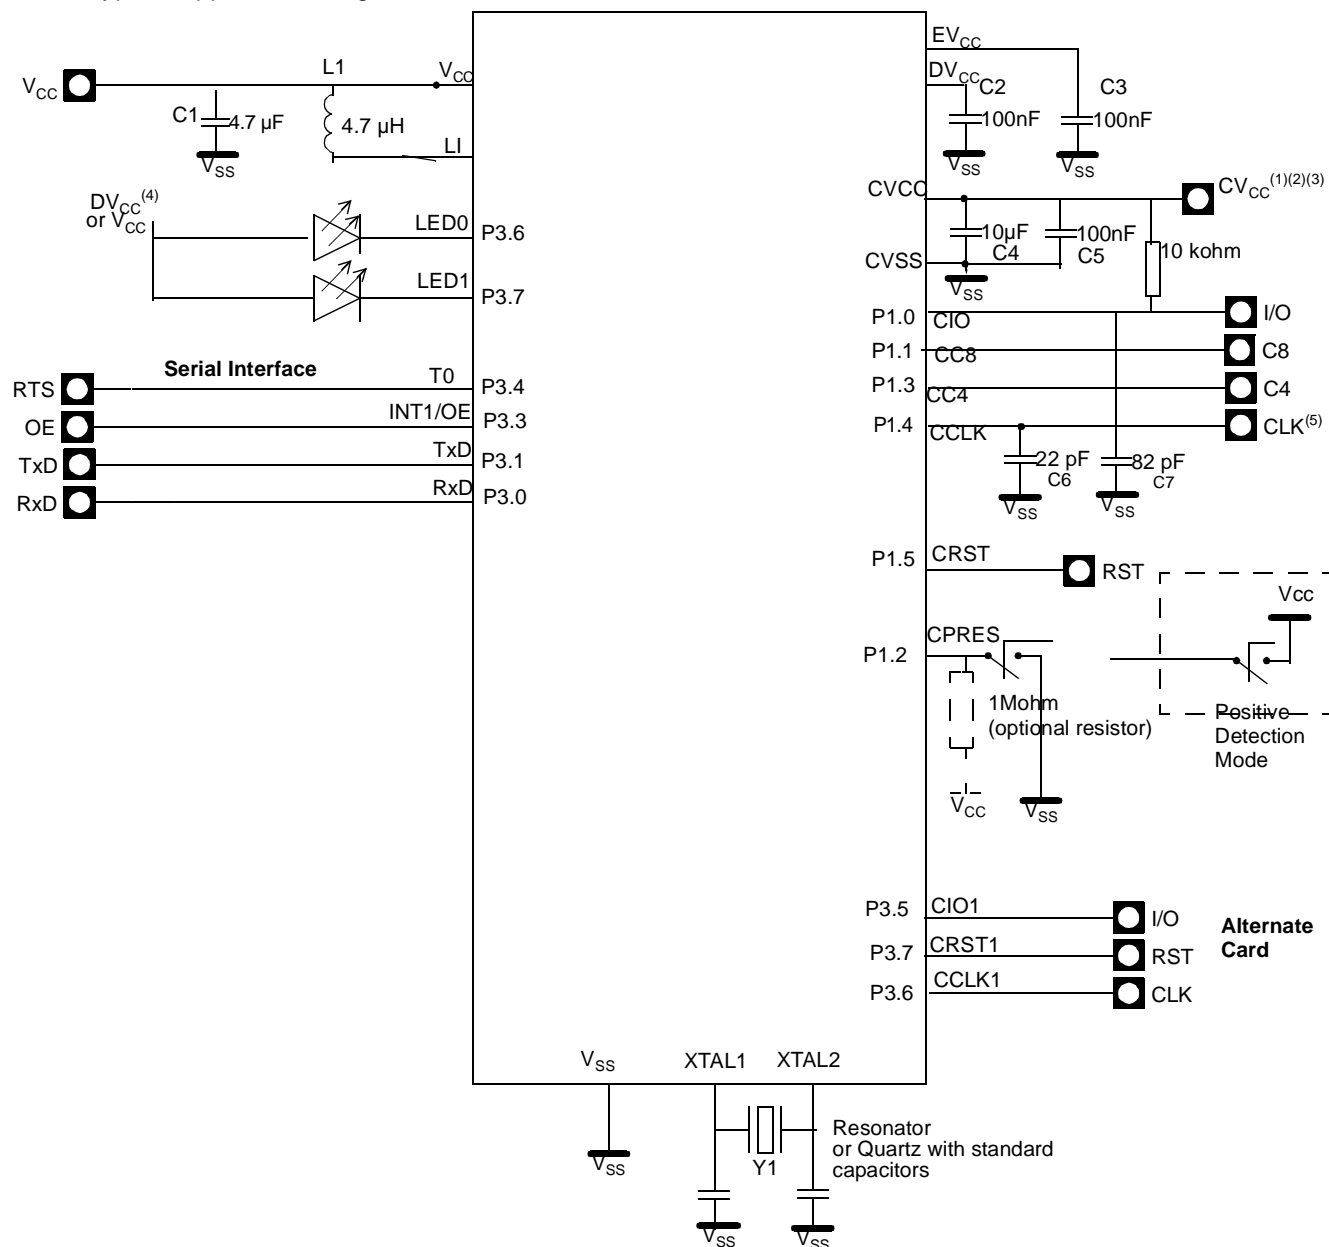 EVCC
DVCC
C2
C3
100nF
100nF
VSS
VSS
VCC
L1
VCC
C1
4.7 µF
4.7 µH
VSS
LI
DVCC(4)
or VCC
LED0
P3.6
LED1
P3.7
CVCC
CVCC(1)(2)(3)
10µF
C4
100nF
C5
10 kohm
CVSS
VSS
P1.0
CIO
I/O
P1.1
CC8
C8
P1.3
CC4
C4
P1.4
CCLK
CLK(5)
22 pF
C6
82 pF
C7
VSS
VSS
Serial Interface
RTS
T0
P3.4
OE
INT1/OE
P3.3
TxD
TxD
P3.1
RxD
RxD
P3.0
P1.5
CRST
RST
Vcc
P1.2
CPRES
1Mohm
(optional resistor)
VCC
VSS
Positive
Detection
Mode
P3.5
CIO1
I/O
P3.7
CRST1
RST
P3.6
CCLK1
CLK
Alternate
Card
VSS
XTAL1
XTAL2
VSS
Y1
Resonator
or Quartz with standard
capacitors
VSS
VSS